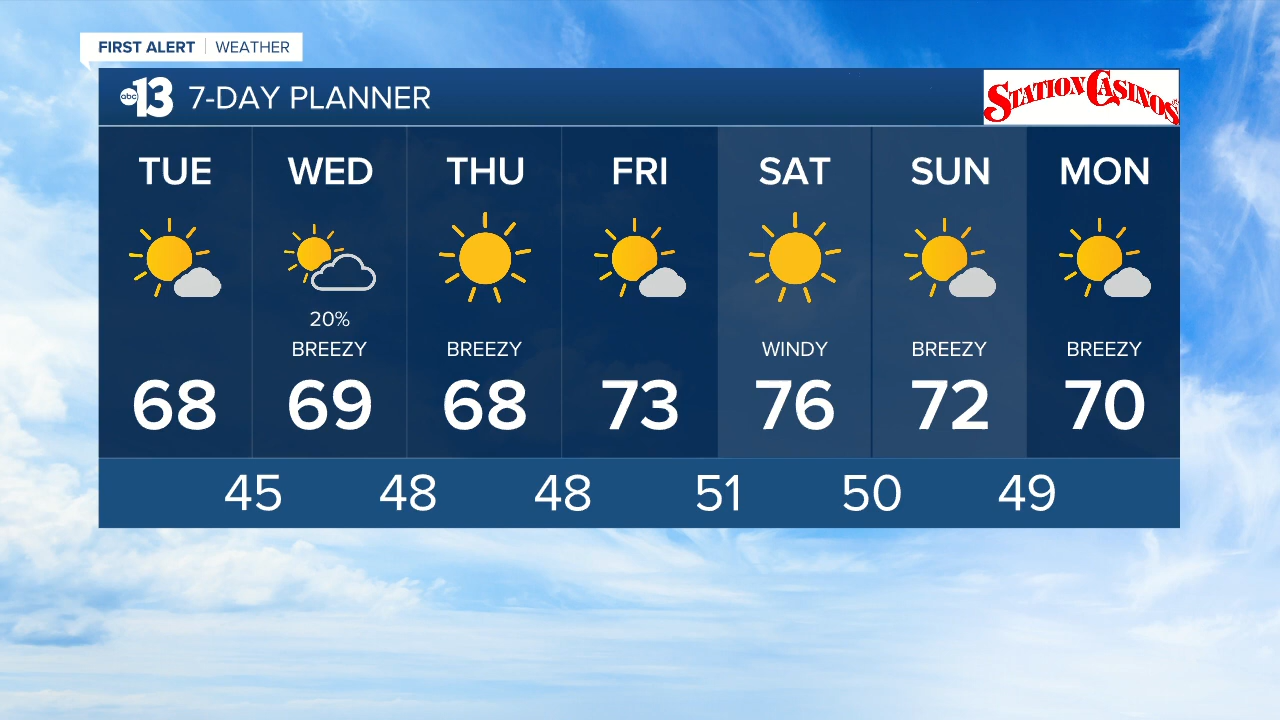 FIRST ALERT | WEATHER
abc 13 7-DAY PLANNER
STATION CASINOS
TUE WED THU FRI SAT SUN MON
20%
BREEZY BREEZY WINDY BREEZY BREEZY
68 69 68 73 76 72 70
45 48 48 51 50 49